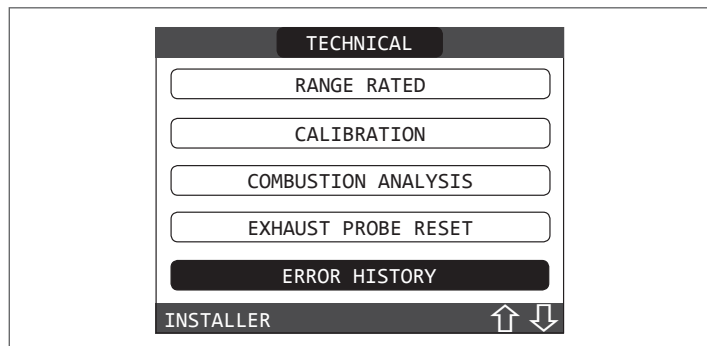 TECHNICAL
RANGE RATED
CALIBRATION
COMBUSTION ANALYSIS
EXHAUST PROBE RESET
ERROR HISTORY
INSTALLER